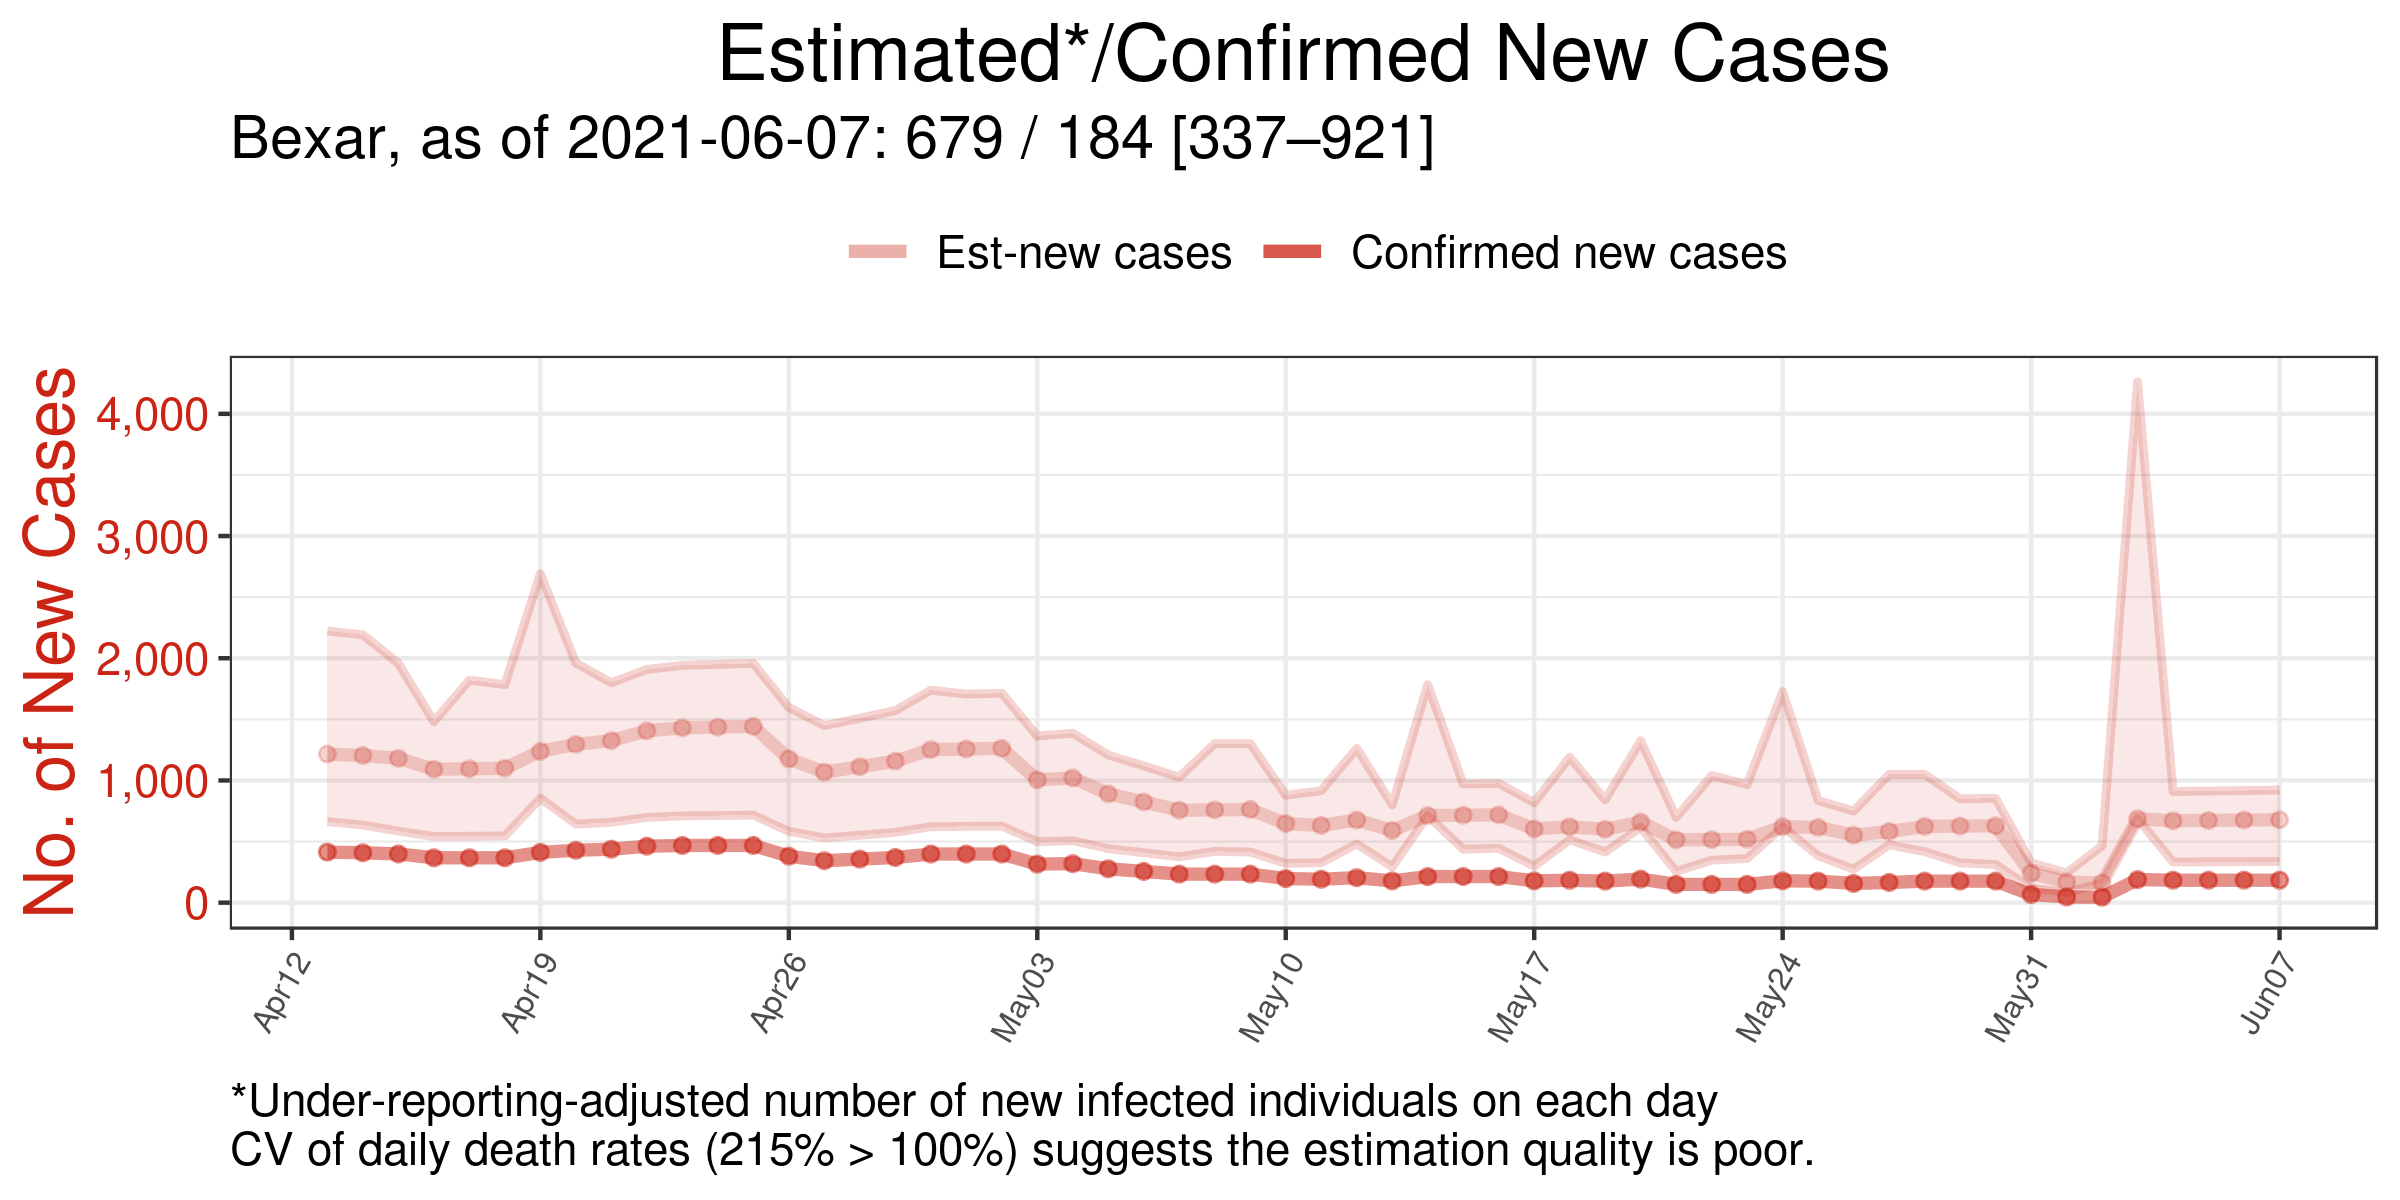 Estimated*/Confirmed New Cases
Bexar, as of 2021-06-07: 679 / 184 [337–921]
Est-new cases
Confirmed new cases
No. of New Cases
4,000
3,000
2,000
1,000
0
Apr12
Apr19
Apr26
May03
May10
May17
May24
May31
Jun07
*Under-reporting-adjusted number of new infected individuals on each day
CV of daily death rates (215% > 100%) suggests the estimation quality is poor.